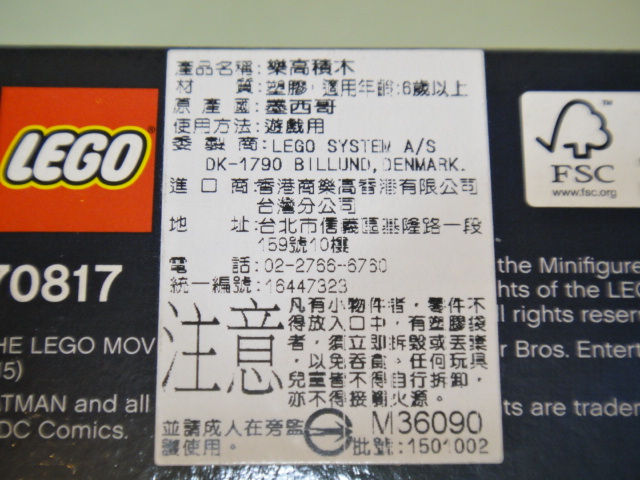 LEGO
70817
THE LEGO MOV
15)
BATMAN and all
DC Comics.
產品名稱:樂高積木
材 質:塑膠,適用年齡:6歲以上
原 產 國:墨西哥
使用方法:遊戲用
委 製 商:LEGO SYSTEM A/S
DK-1790 BILLUND, DENMARK.
進 口 商:香港商樂高香港有限公司
台灣分公司
地 址:台北市信義區基隆路一段
159號10樓
電 話:02-2766-6760
統一編號:16447323
注意
凡有小物件者,零件不
得放入口中,有塑膠袋
者,須立即拆毀或丟棄
,以免吞食。任何玩具
兒童皆不得自行拆卸,
亦不得接觸火源。
並請成人在旁監
護使用。
M36090
批號:1501002
FSC
www.fsc.org
the Minifigure
hts of the LEG
ll rights reser
r Bros. Entert
ts are trader